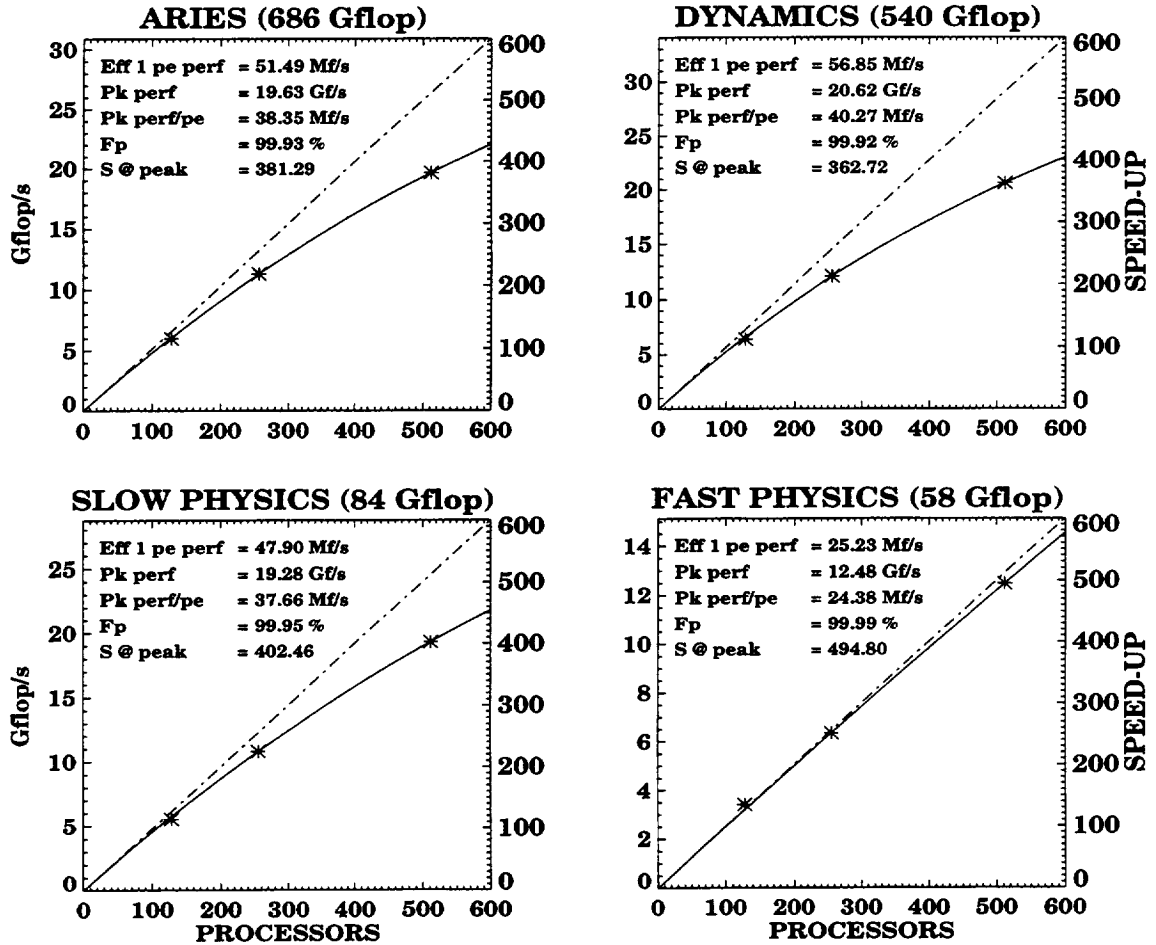 ARIES (686 Gflop)
Eff 1 pe perf = 51.49 Mf/s
Pk perf = 19.63 Gf/s
Pk perf/pe = 38.35 Mf/s
Fp = 99.93 %
S @ peak = 381.29
30
25
20
15
10
5
0
Gflop/s
600
500
400
300
200
100
0
0 100 200 300 400 500 600
DYNAMICS (540 Gflop)
Eff 1 pe perf = 56.85 Mf/s
Pk perf = 20.62 Gf/s
Pk perf/pe = 40.27 Mf/s
Fp = 99.92 %
S @ peak = 362.72
30
25
20
15
10
5
0
600
500
400
300
200
100
0
SPEED-UP
0 100 200 300 400 500 600
SLOW PHYSICS (84 Gflop)
Eff 1 pe perf = 47.90 Mf/s
Pk perf = 19.28 Gf/s
Pk perf/pe = 37.66 Mf/s
Fp = 99.95 %
S @ peak = 402.46
25
20
15
10
5
0
Gflop/s
600
500
400
300
200
100
0
0 100 200 300 400 500 600
PROCESSORS
FAST PHYSICS (58 Gflop)
Eff 1 pe perf = 25.23 Mf/s
Pk perf = 12.48 Gf/s
Pk perf/pe = 24.38 Mf/s
Fp = 99.99 %
S @ peak = 494.80
14
12
10
8
6
4
2
0
600
500
400
300
200
100
0
SPEED-UP
0 100 200 300 400 500 600
PROCESSORS